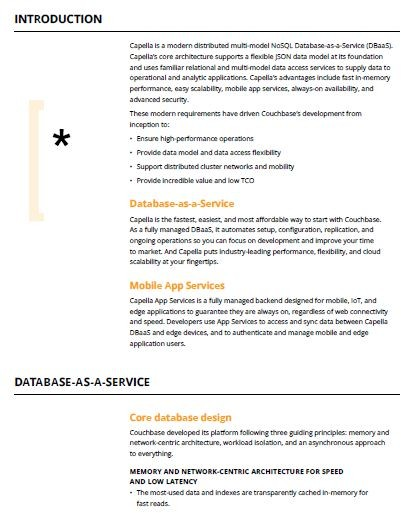 INTRODUCTION
Capella is a modern distributed multi-model NoSQL Database-as-a-Service (DBaaS).
Capella's core architecture supports a flexible JSON data model at its foundation
and uses familiar relational and multi-model data access services to supply data to
operational and analytic applications. Capella's advantages include fast in-memory
performance, easy scalability, mobile app services, always-on availability, and
advanced security.
These modern requirements have driven Couchbase's development from
inception to:
• Ensure high-performance operations
• Provide data model and data access flexibility
• Support distributed cluster networks and mobility
• Provide incredible value and low TCO
*
Database-as-a-Service
Capella is the fastest, easiest, and most affordable way to start with Couchbase.
As a fully managed DBaaS, it automates setup, configuration, replication, and
ongoing operations so you can focus on development and improve your time
to market. And Capella puts industry-leading performance, flexibility, and cloud
scalability at your fingertips.
Mobile App Services
Capella App Services is a fully managed backend designed for mobile, IoT, and
edge applications to guarantee they are always on, regardless of web connectivity
and speed. Developers use App Services to access and sync data between Capella
DBaaS and edge devices, and to authenticate and manage mobile and edge
application users.
DATABASE-AS-A-SERVICE
Core database design
Couchbase developed its platform following three guiding principles: memory and
network-centric architecture, workload isolation, and an asynchronous approach
to everything.
MEMORY AND NETWORK-CENTRIC ARCHITECTURE FOR SPEED
AND LOW LATENCY
• The most-used data and indexes are transparently cached in-memory for
fast reads.